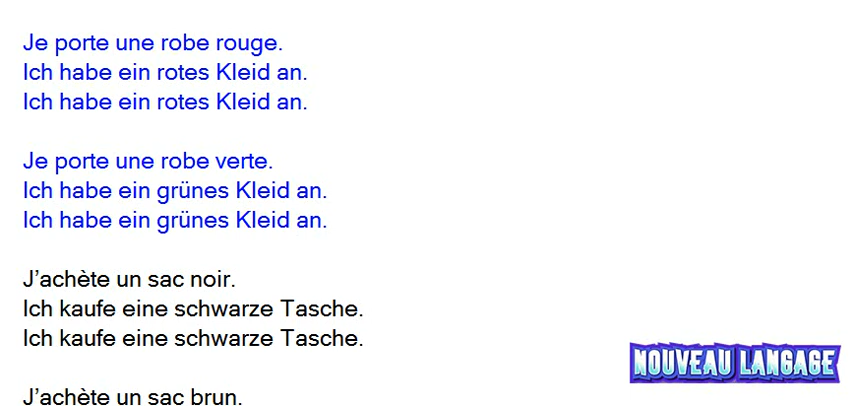 Je porte une robe rouge.
Ich habe ein rotes Kleid an.
Ich habe ein rotes Kleid an.
Je porte une robe verte.
Ich habe ein grünes Kleid an.
Ich habe ein grünes Kleid an.
J’achète un sac noir.
Ich kaufe eine schwarze Tasche.
Ich kaufe eine schwarze Tasche.
NOUVEAU LANGAGE
J’achète un sac brun.